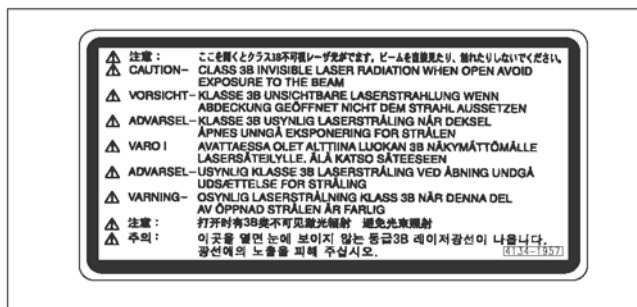 ⚠ 注意： ここを開くとクラス3B不可視レーザ光がでます。ビームを直接見たり、触れたりしないでください。
⚠ CAUTION– CLASS 3B INVISIBLE LASER RADIATION WHEN OPEN AVOID
EXPOSURE TO THE BEAM
⚠ VORSICHT– KLASSE 3B UNSICHTBARE LASERSTRAHLUNG WENN
ABDECKUNG GEÖFFNET NICHT DEM STRAHL AUSSETZEN
⚠ ADVARSEL– KLASSE 3B USYNLIG LASERSTRÅLING NÅR DEKSEL
ÅPNES UNNGÅ EKSPONERING FOR STRÅLEN
⚠ VARO ! AVATTAESSA OLET ALTTIINA LUOKAN 3B NÄKYMÄTTÖMÄLLE
LASERSÄTEILYLLE. ÄLÄ KATSO SÄTEESEEN
⚠ ADVARSEL– USYNLIG KLASSE 3B LASERSTRÅLING VED ÅBNING UNDGÅ
UDSÆTTELSE FOR STRÅLING
⚠ VARNING– OSYNLIG LASERSTRÅLNING KLASS 3B NÄR DENNA DEL
AV ÖPPNAD STRÅLEN ÄR FARLIG
⚠ 注意： 打开时有3B类不可见激光辐射 避免光束照射
⚠ 주의: 이곳을 열면 눈에 보이지 않는 등급3B 레이저광선이 나옵니다.
광선에의 노출을 피해 주십시오.
4134-1957